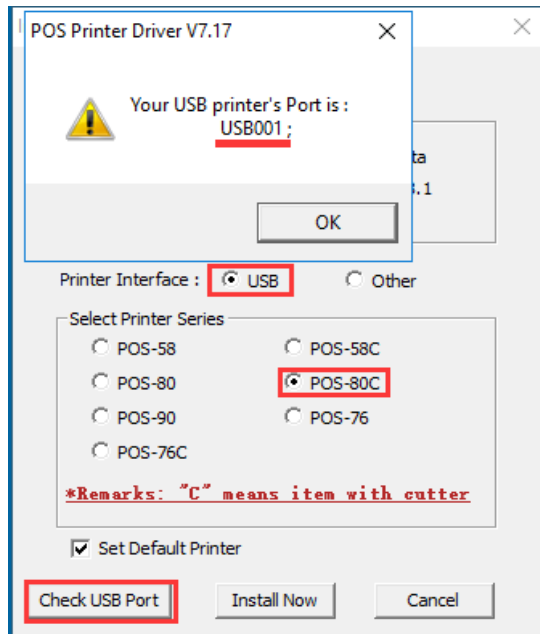 POS Printer Driver V7.17
Your USB printer's Port is :
USB001 ;
OK
Printer Interface : USB Other
Select Printer Series
POS-58 POS-58C
POS-80 POS-80C
POS-90 POS-76
POS-76C
*Remarks: "C" means item with cutter
Set Default Printer
Check USB Port Install Now Cancel